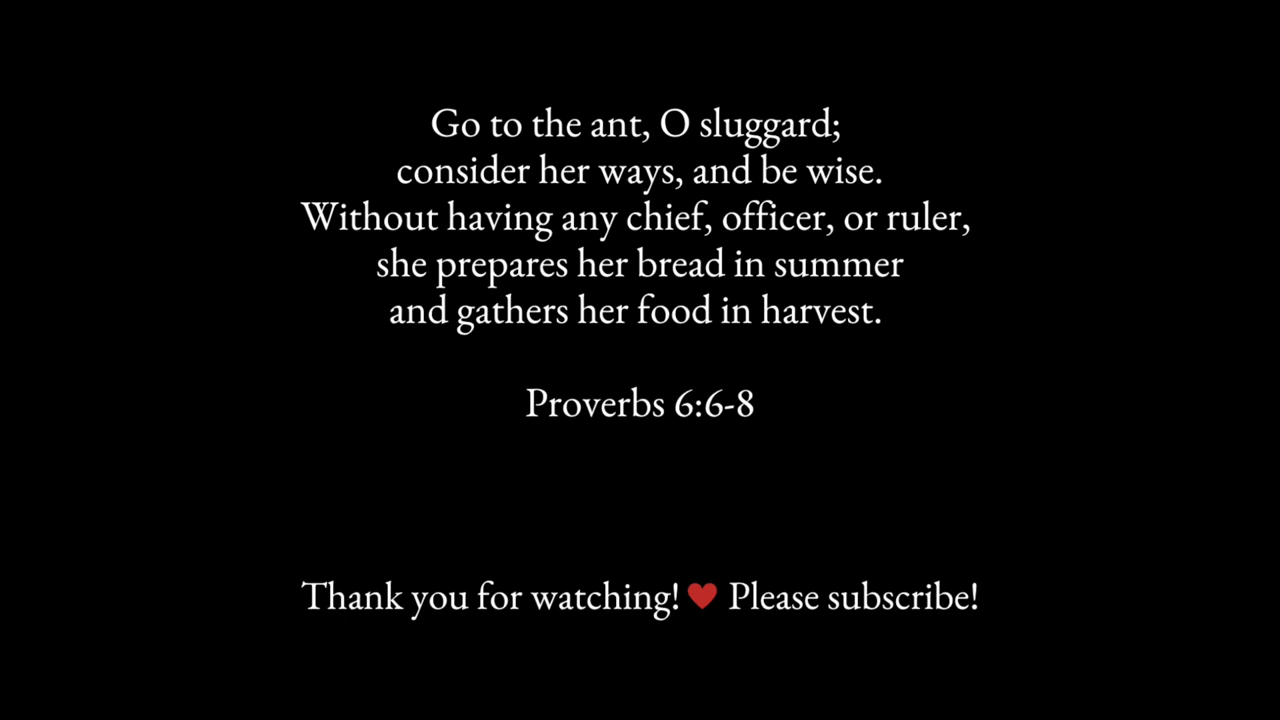 Go to the ant, O sluggard;
consider her ways, and be wise.
Without having any chief, officer, or ruler,
she prepares her bread in summer
and gathers her food in harvest.
Proverbs 6:6-8
Thank you for watching!❤ Please subscribe!